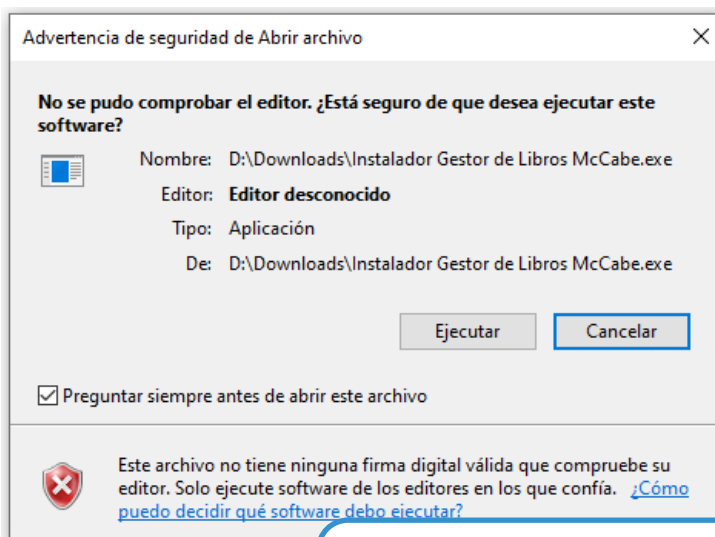 Advertencia de seguridad de Abrir archivo
No se pudo comprobar el editor. ¿Está seguro de que desea ejecutar este
software?
Nombre: D:\Downloads\Instalador Gestor de Libros McCabe.exe
Editor: Editor desconocido
Tipo: Aplicación
De: D:\Downloads\Instalador Gestor de Libros McCabe.exe
Ejecutar Cancelar
Preguntar siempre antes de abrir este archivo
Este archivo no tiene ninguna firma digital válida que compruebe su
editor. Solo ejecute software de los editores en los que confía. ¿Cómo
puedo decidir qué software debo ejecutar?